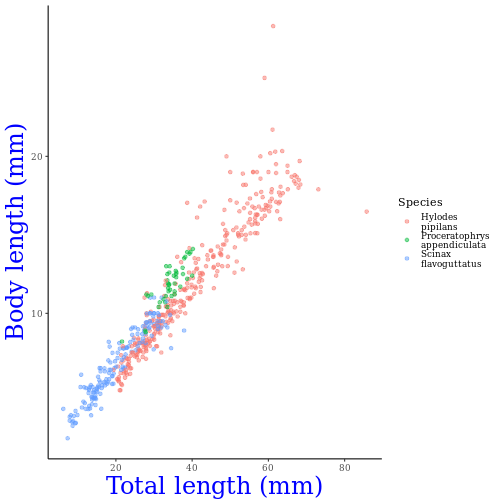 Body length (mm)
20
10
20
40
60
80
Total length (mm)
Species
Hylodes
pipilans
Proceratophrys
appendiculata
Scinax
flavoguttatus